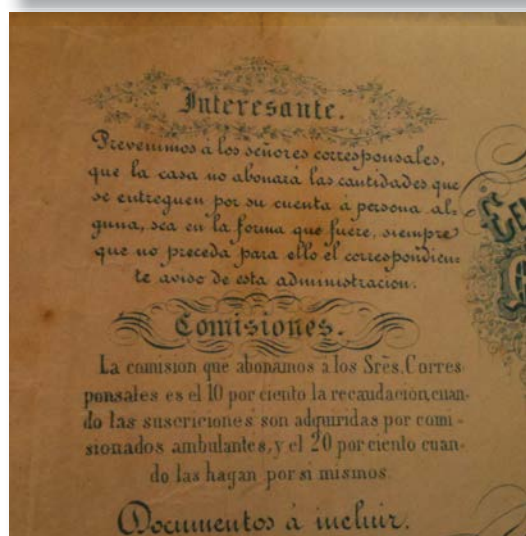 Interesante.
Prevenimos a los señores corresponsales,
que la casa no abonará las cantidades que
se entreguen por su cuenta á persona al-
guna, sea en la forma que fuere, siempre
que no preceda para ello el correspondien-
te aviso de esta administracion.
Comisiones.
La comision que abonamos a los Srēs. Corres
ponsales es el 10 por ciento la recaudacion, cuan-
do las suscriciones son adquiridas por comi-
sionados ambulantes, y el 20 por ciento cuan-
do las hagan por si mismos
Documentos á incluir.